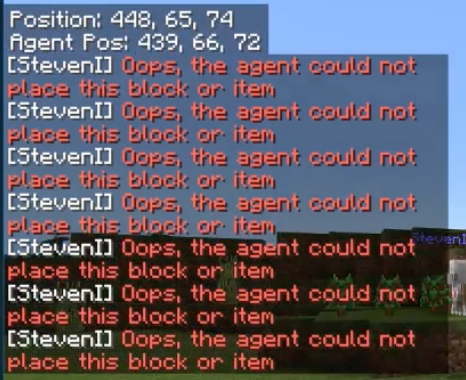 Position: 448, 65, 74
Agent Pos: 439, 66, 72
[StevenI] Oops, the agent could not
place this block or item
[StevenI] Oops, the agent could not
place this block or item
[StevenI] Oops, the agent could not
place this block or item
[StevenI] Oops, the agent could not
place this block or item
[StevenI] Oops, the agent could not
place this block or item
[StevenI] Oops, the agent could not
place this block or item
[StevenI] Oops, the agent could not
place this block or item
StevenI